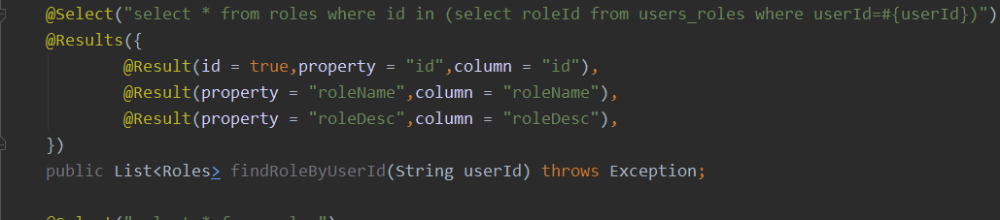 @Select("select * from roles where id in (select roleId from users_roles where userId=#{userId})")
@Results({
@Result(id = true,property = "id",column = "id"),
@Result(property = "roleName",column = "roleName"),
@Result(property = "roleDesc",column = "roleDesc"),
})
public List<Roles> findRoleByUserId(String userId) throws Exception;